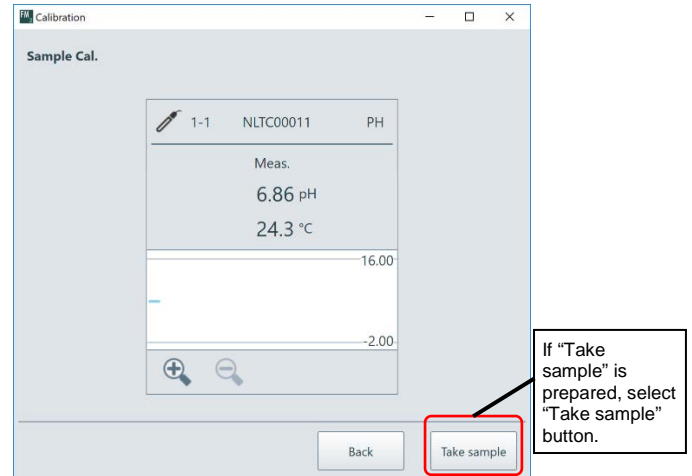 FM Calibration
Sample Cal.
1-1 NLTC00011 PH
Meas.
6.86 pH
24.3 °C
16.00
-2.00
Back Take sample
If “Take
sample” is
prepared, select
“Take sample”
button.